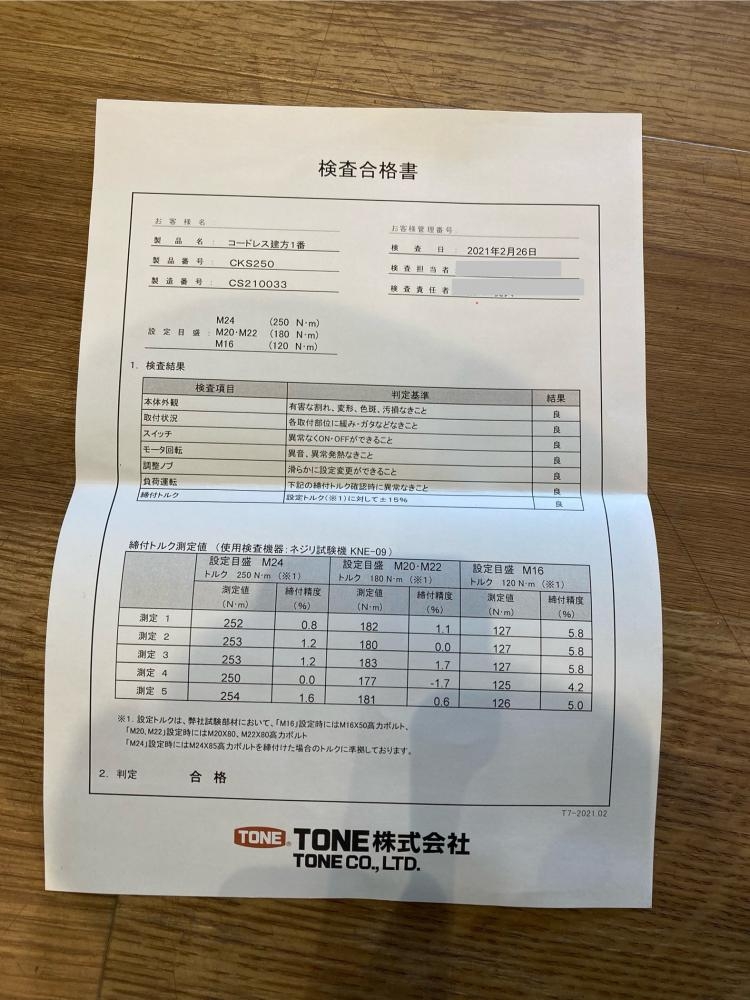 検査合格書
お客様名
お客様管理番号:
製品名: コードレス建方1番
検査日: 2021年2月26日
製品番号: CKS250
検査担当者
製造番号: CS210033
検査責任者
M24 (250 N・m)
設定目盛: M20・M22 (180 N・m)
M16 (120 N・m)
1. 検査結果
検査項目 判定基準 結果
本体外観 有害な割れ、変形、色斑、汚損なきこと 良
取付状況 各取付部位に緩み・ガタなどなきこと 良
スイッチ 異常なくON・OFFができること 良
モータ回転 異音、異常発熱なきこと 良
調整ノブ 滑らかに設定変更ができること 良
負荷運転 下記の締付トルク確認時に異常なきこと 良
締付トルク 設定トルク(※1)に対して±15% 良
締付トルク測定値 (使用検査機器:ネジリ試験機 KNE-09)
設定目盛 M24 設定目盛 M20・M22 設定目盛 M16
トルク 250 N・m (※1) トルク 180 N・m (※1) トルク 120 N・m (※1)
測定値 締付精度 測定値 締付精度 測定値 締付精度
(N・m) (%) (N・m) (%) (N・m) (%)
測定 1 252 0.8 182 1.1 127 5.8
測定 2 253 1.2 180 0.0 127 5.8
測定 3 253 1.2 183 1.7 127 5.8
測定 4 250 0.0 177 -1.7 125 4.2
測定 5 254 1.6 181 0.6 126 5.0
※1. 設定トルクは、弊社試験部材において、「M16」設定時にはM16X50高力ボルト、
「M20, M22」設定時にはM20X80、M22X80高力ボルト
「M24」設定時にはM24X85高力ボルトを締付けた場合のトルクに準拠しております。
2. 判定 合格
T7-2021.02
TONE® TONE株式会社
TONE CO., LTD.